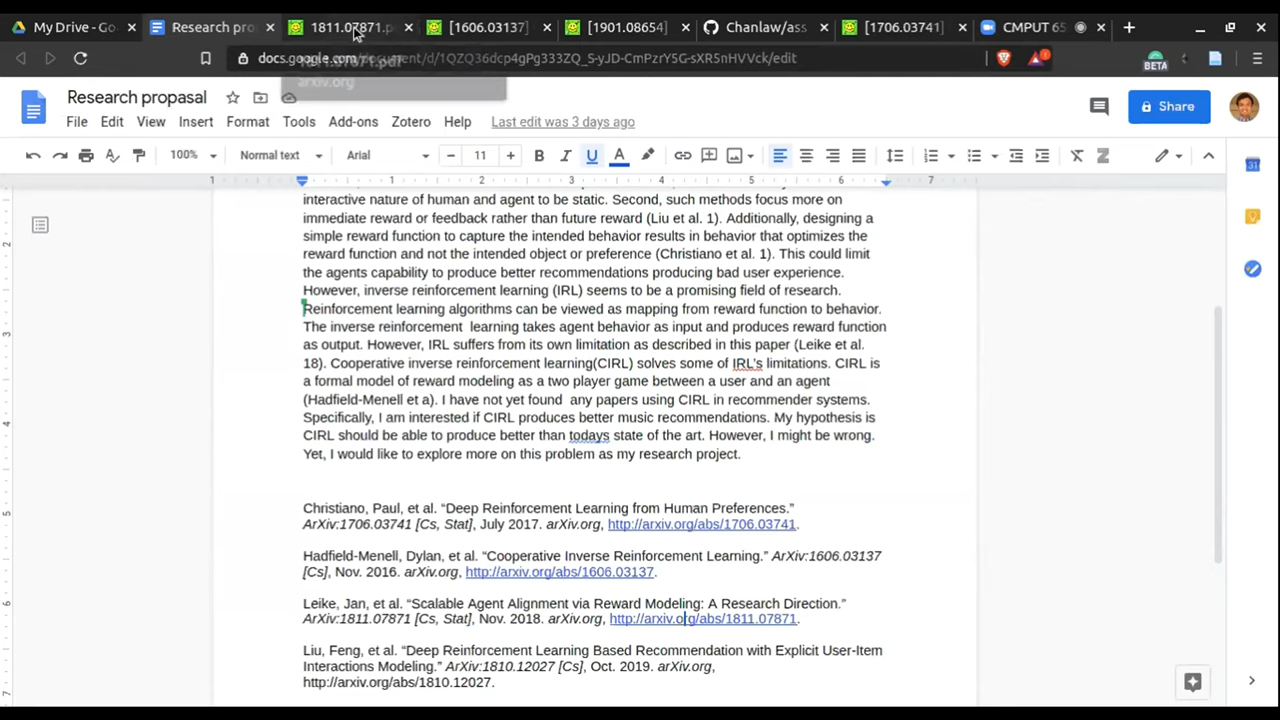 My Drive - Go
Research pro
1811.07871.p
[1606.03137]
[1901.08654]
Chanlaw/ass
[1706.03741]
CMPUT 65
docs.google.com/document/d/1QZQ36dcp4gPg333ZQ_S-yJD-CmPzrY5G-sXR5nHVVck/edit
arxiv.org
BETA
Research propasal
File Edit View Insert Format Tools Add-ons Zotero Help Last edit was 3 days ago
Share
100% Normal text Arial 11
1 1 2 3 4 5 6 7
interactive nature of human and agent to be static. Second, such methods focus more on
immediate reward or feedback rather than future reward (Liu et al. 1). Additionally, designing a
simple reward function to capture the intended behavior results in behavior that optimizes the
reward function and not the intended object or preference (Christiano et al. 1). This could limit
the agents capability to produce better recommendations producing bad user experience.
However, inverse reinforcement learning (IRL) seems to be a promising field of research.
Reinforcement learning algorithms can be viewed as mapping from reward function to behavior.
The inverse reinforcement  learning takes agent behavior as input and produces reward function
as output. However, IRL suffers from its own limitation as described in this paper (Leike et al.
18). Cooperative inverse reinforcement learning(CIRL) solves some of IRL's limitations. CIRL is
a formal model of reward modeling as a two player game between a user and an agent
(Hadfield-Menell et a). I have not yet found  any papers using CIRL in recommender systems.
Specifically, I am interested if CIRL produces better music recommendations. My hypothesis is
CIRL should be able to produce better than todays state of the art. However, I might be wrong.
Yet, I would like to explore more on this problem as my research project.
Christiano, Paul, et al. “Deep Reinforcement Learning from Human Preferences.”
ArXiv:1706.03741 [Cs, Stat], July 2017. arXiv.org, http://arxiv.org/abs/1706.03741.
Hadfield-Menell, Dylan, et al. “Cooperative Inverse Reinforcement Learning.” ArXiv:1606.03137
[Cs], Nov. 2016. arXiv.org, http://arxiv.org/abs/1606.03137.
Leike, Jan, et al. “Scalable Agent Alignment via Reward Modeling: A Research Direction.”
ArXiv:1811.07871 [Cs, Stat], Nov. 2018. arXiv.org, http://arxiv.org/abs/1811.07871.
Liu, Feng, et al. “Deep Reinforcement Learning Based Recommendation with Explicit User-Item
Interactions Modeling.” ArXiv:1810.12027 [Cs], Oct. 2019. arXiv.org,
http://arxiv.org/abs/1810.12027.